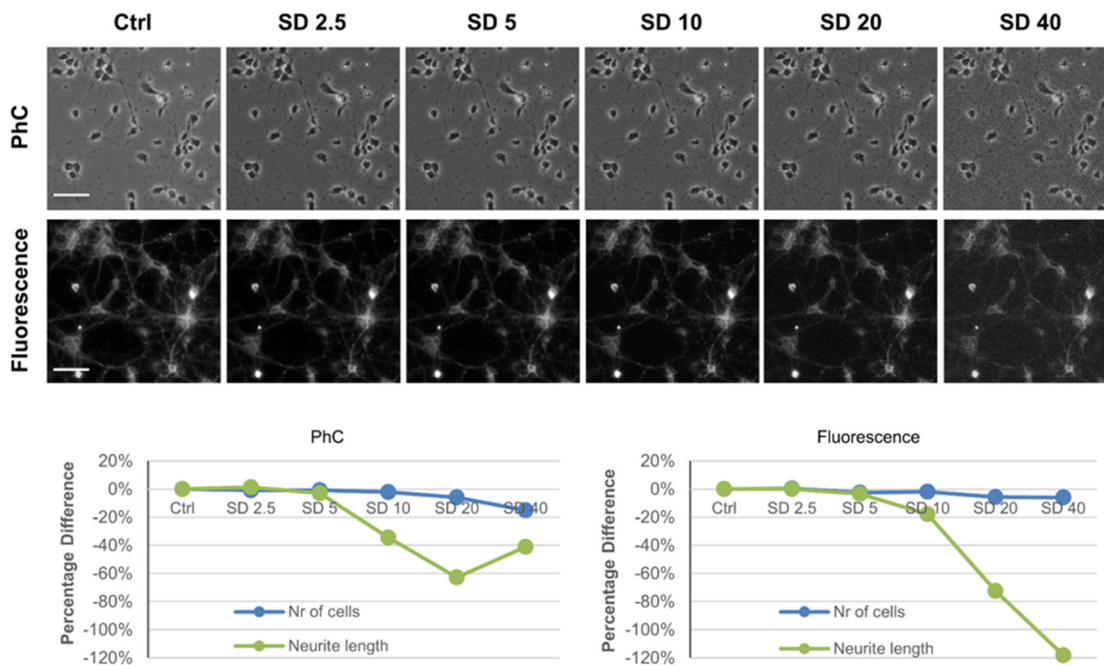 Ctrl SD 2.5 SD 5 SD 10 SD 20 SD 40
PhC
Fluorescence
PhC
20%
0%
-20%
-40%
-60%
-80%
-100%
-120%
Percentage Difference
Ctrl SD 2.5 SD 5 SD 10 SD 20 SD 40
Nr of cells
Neurite length
Fluorescence
20%
0%
-20%
-40%
-60%
-80%
-100%
-120%
Percentage Difference
Ctrl SD 2.5 SD 5 SD 10 SD 20 SD 40
Nr of cells
Neurite length